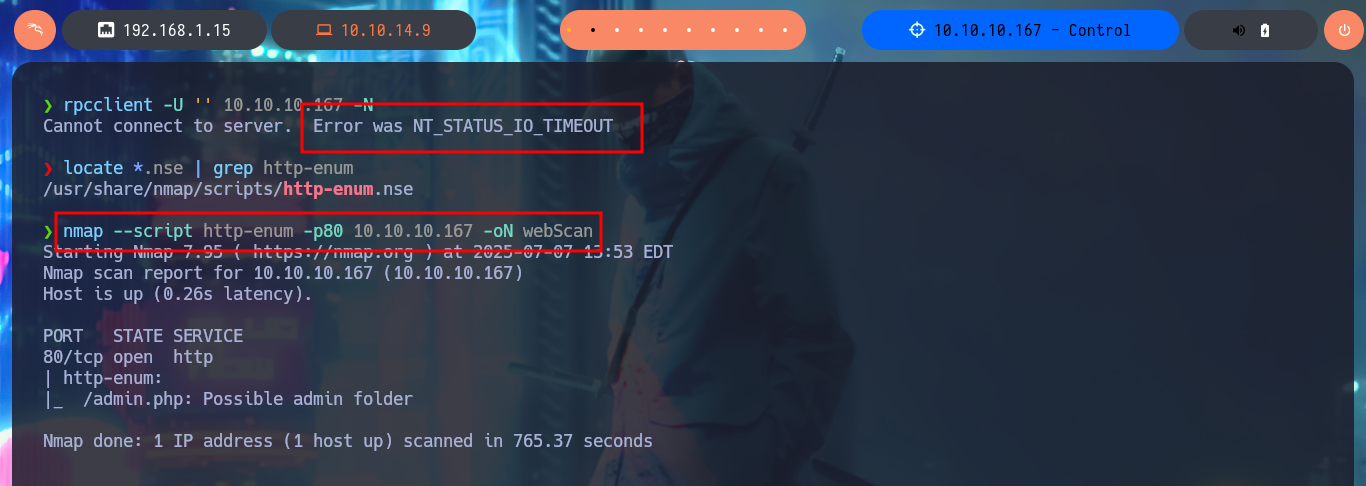 192.168.1.15
10.10.14.9
10.10.10.167 - Control
❯ rpcclient -U '' 10.10.10.167 -N
Cannot connect to server.  Error was NT_STATUS_IO_TIMEOUT
❯ locate *.nse | grep http-enum
/usr/share/nmap/scripts/http-enum.nse
❯ nmap --script http-enum -p80 10.10.10.167 -oN webScan
Starting Nmap 7.95 ( https://nmap.org ) at 2025-07-07 13:53 EDT
Nmap scan report for 10.10.10.167 (10.10.10.167)
Host is up (0.26s latency).
PORT   STATE SERVICE
80/tcp open  http
| http-enum:
|_  /admin.php: Possible admin folder
Nmap done: 1 IP address (1 host up) scanned in 765.37 seconds